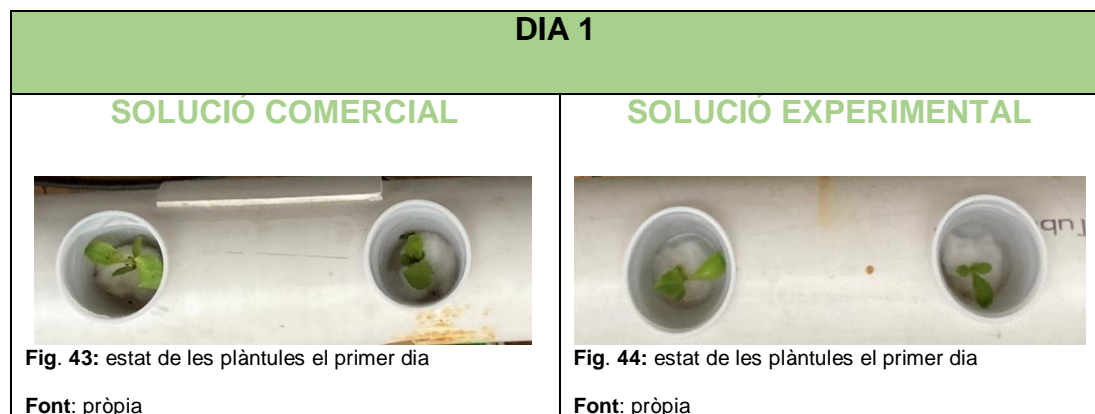 DIA 1
SOLUCIÓ COMERCIAL
SOLUCIÓ EXPERIMENTAL
Fig. 43: estat de les plàntules el primer dia
Font: pròpia
Fig. 44: estat de les plàntules el primer dia
Font: pròpia